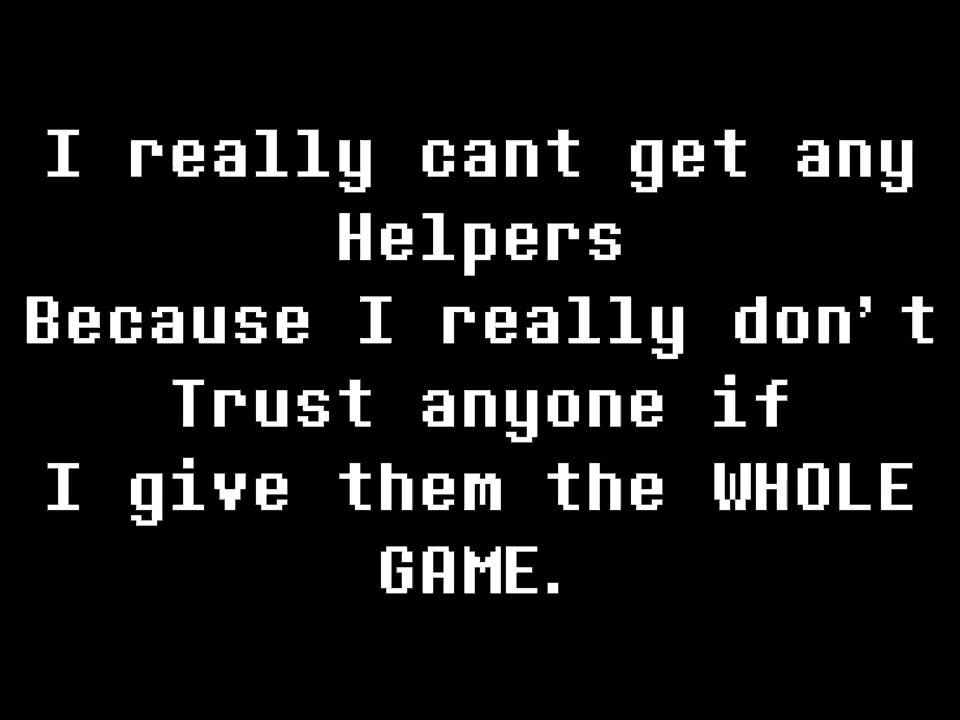 I really cant get any
Helpers
Because I really don't
Trust anyone if
I give them the WHOLE
GAME.